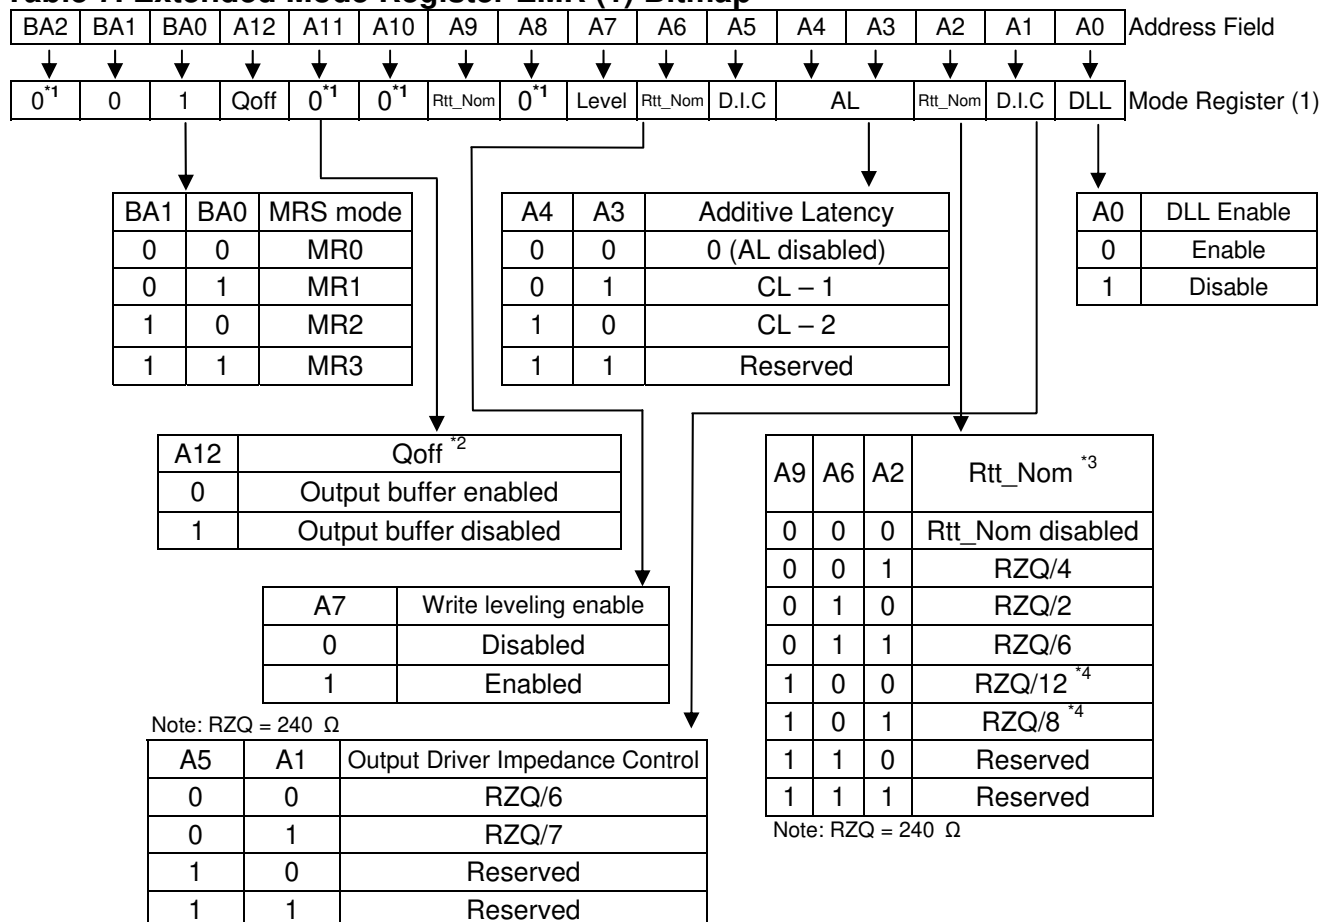 Table 7. Extended Mode Register EMR (1) Bitmap
BA2 BA1 BA0 A12 A11 A10 A9 A8 A7 A6 A5 A4 A3 A2 A1 A0 Address Field
0*1 0 1 Qoff 0*1 0*1 Rtt_Nom 0*1 Level Rtt_Nom D.I.C AL Rtt_Nom D.I.C DLL Mode Register (1)
BA1 BA0 MRS mode
0 0 MR0
0 1 MR1
1 0 MR2
1 1 MR3
A4 A3 Additive Latency
0 0 0 (AL disabled)
0 1 CL – 1
1 0 CL – 2
1 1 Reserved
A0 DLL Enable
0 Enable
1 Disable
A12 Qoff *2
0 Output buffer enabled
1 Output buffer disabled
A9 A6 A2 Rtt_Nom *3
0 0 0 Rtt_Nom disabled
0 0 1 RZQ/4
0 1 0 RZQ/2
0 1 1 RZQ/6
1 0 0 RZQ/12 *4
1 0 1 RZQ/8 *4
1 1 0 Reserved
1 1 1 Reserved
Note: RZQ = 240 Ω
A7 Write leveling enable
0 Disabled
1 Enabled
Note: RZQ = 240 Ω
A5 A1 Output Driver Impedance Control
0 0 RZQ/6
0 1 RZQ/7
1 0 Reserved
1 1 Reserved